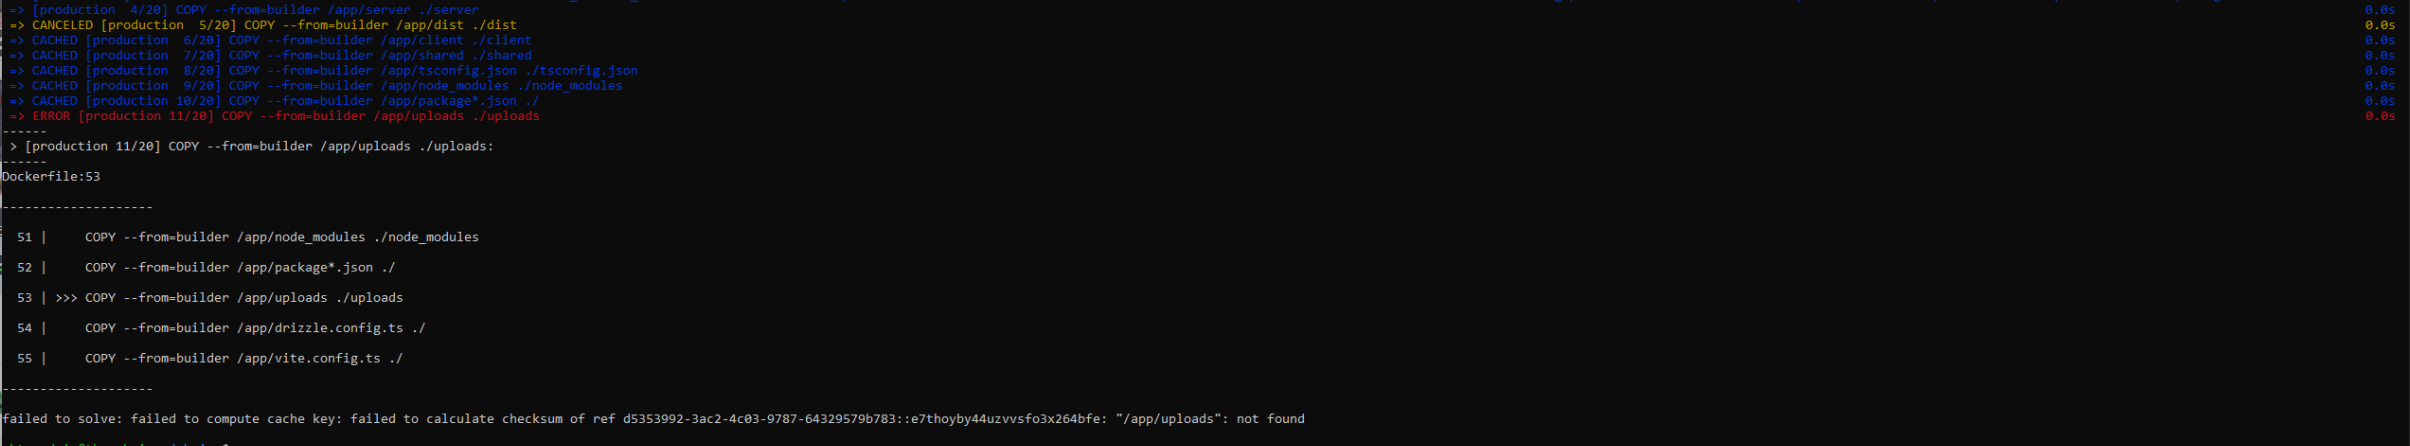 => [production  4/20] COPY --from=builder /app/server ./server 0.0s
=> CANCELED [production  5/20] COPY --from=builder /app/dist ./dist 0.0s
=> CACHED [production  6/20] COPY --from=builder /app/client ./client 0.0s
=> CACHED [production  7/20] COPY --from=builder /app/shared ./shared 0.0s
=> CACHED [production  8/20] COPY --from=builder /app/tsconfig.json ./tsconfig.json 0.0s
=> CACHED [production  9/20] COPY --from=builder /app/node_modules ./node_modules 0.0s
=> CACHED [production 10/20] COPY --from=builder /app/package*.json ./ 0.0s
=> ERROR [production 11/20] COPY --from=builder /app/uploads ./uploads 0.0s
------
> [production 11/20] COPY --from=builder /app/uploads ./uploads:
------
Dockerfile:53
--------------------
51 |     COPY --from=builder /app/node_modules ./node_modules
52 |     COPY --from=builder /app/package*.json ./
53 | >>> COPY --from=builder /app/uploads ./uploads
54 |     COPY --from=builder /app/drizzle.config.ts ./
55 |     COPY --from=builder /app/vite.config.ts ./
--------------------
failed to solve: failed to compute cache key: failed to calculate checksum of ref d5353992-3ac2-4c03-9787-64329579b783::e7thoyby44uzvvsfo3x264bfe: "/app/uploads": not found